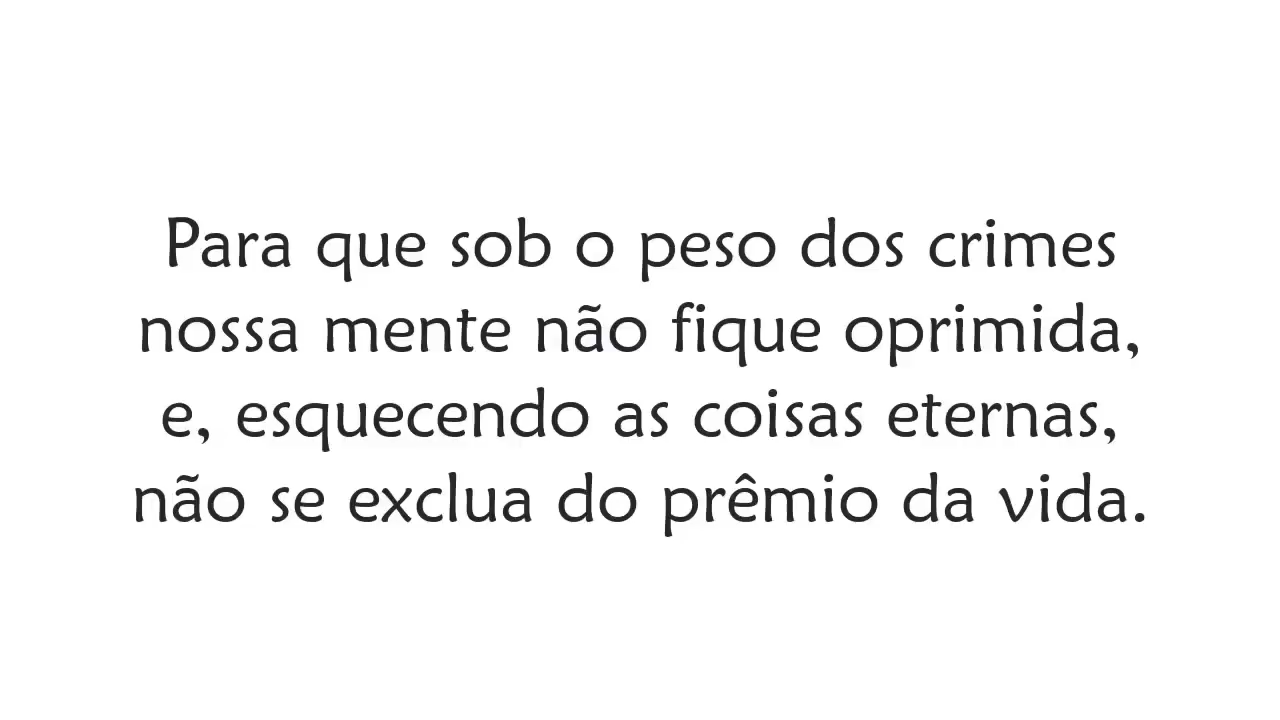 Para que sob o peso dos crimes
nossa mente não fique oprimida,
e, esquecendo as coisas eternas,
não se exclua do prêmio da vida.